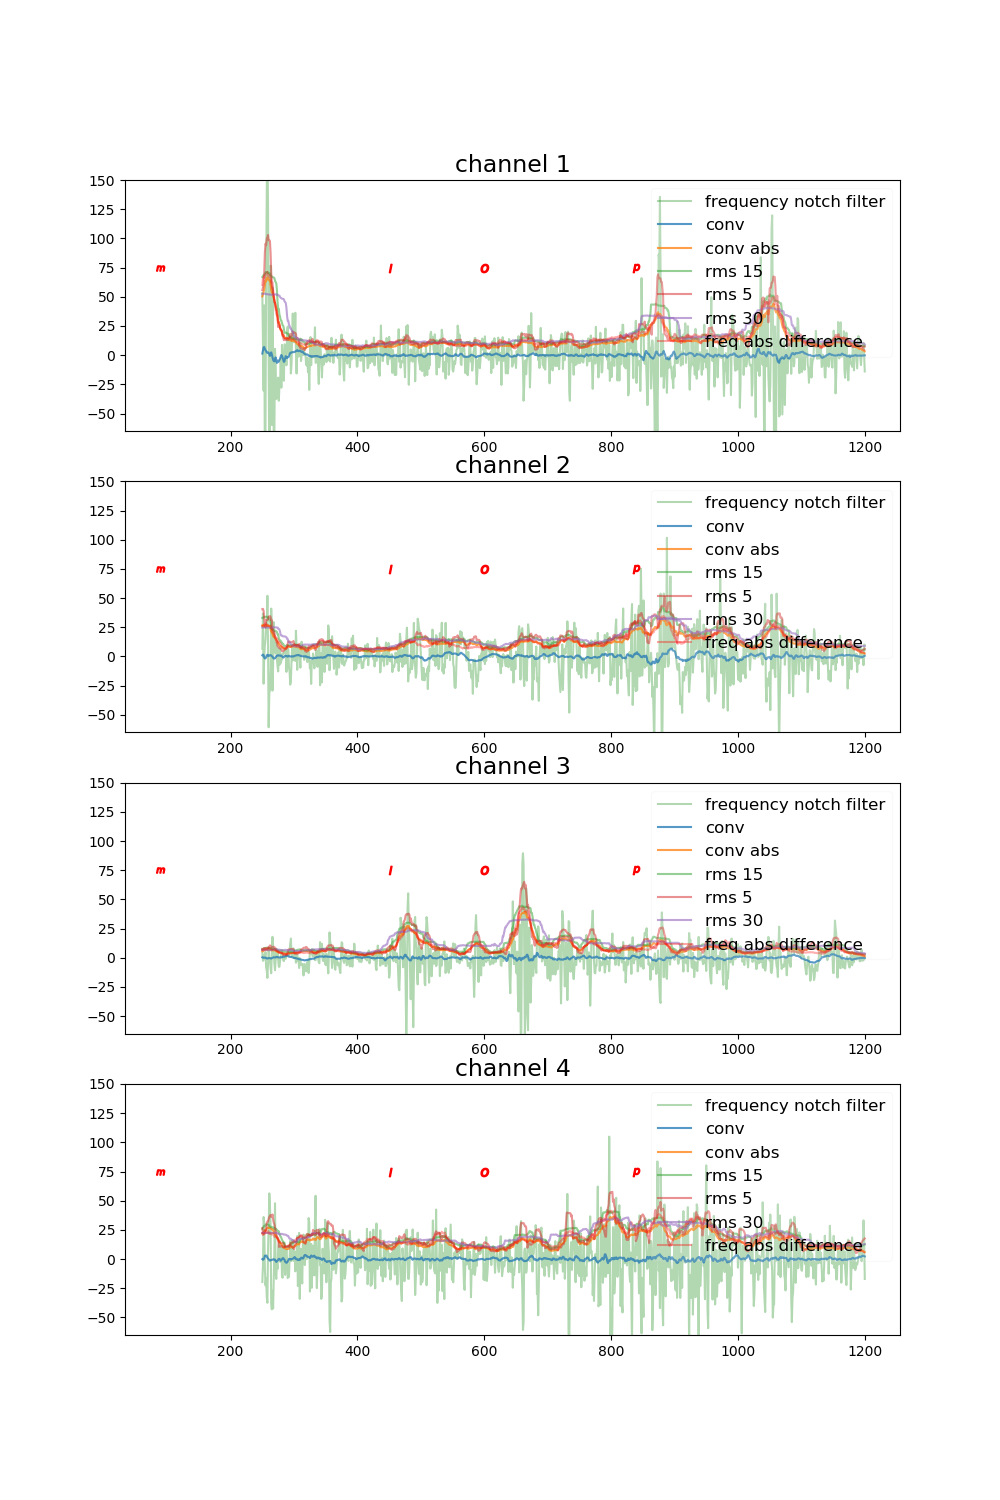 channel 1
150
125
100
75
50
25
0
−25
−50
m l o p
frequency notch filter
conv
conv abs
rms 15
rms 5
rms 30
freq abs difference
200 400 600 800 1000 1200
channel 2
150
125
100
75
50
25
0
−25
−50
m l o p
frequency notch filter
conv
conv abs
rms 15
rms 5
rms 30
freq abs difference
200 400 600 800 1000 1200
channel 3
150
125
100
75
50
25
0
−25
−50
m l o p
frequency notch filter
conv
conv abs
rms 15
rms 5
rms 30
freq abs difference
200 400 600 800 1000 1200
channel 4
150
125
100
75
50
25
0
−25
−50
m l o p
frequency notch filter
conv
conv abs
rms 15
rms 5
rms 30
freq abs difference
200 400 600 800 1000 1200